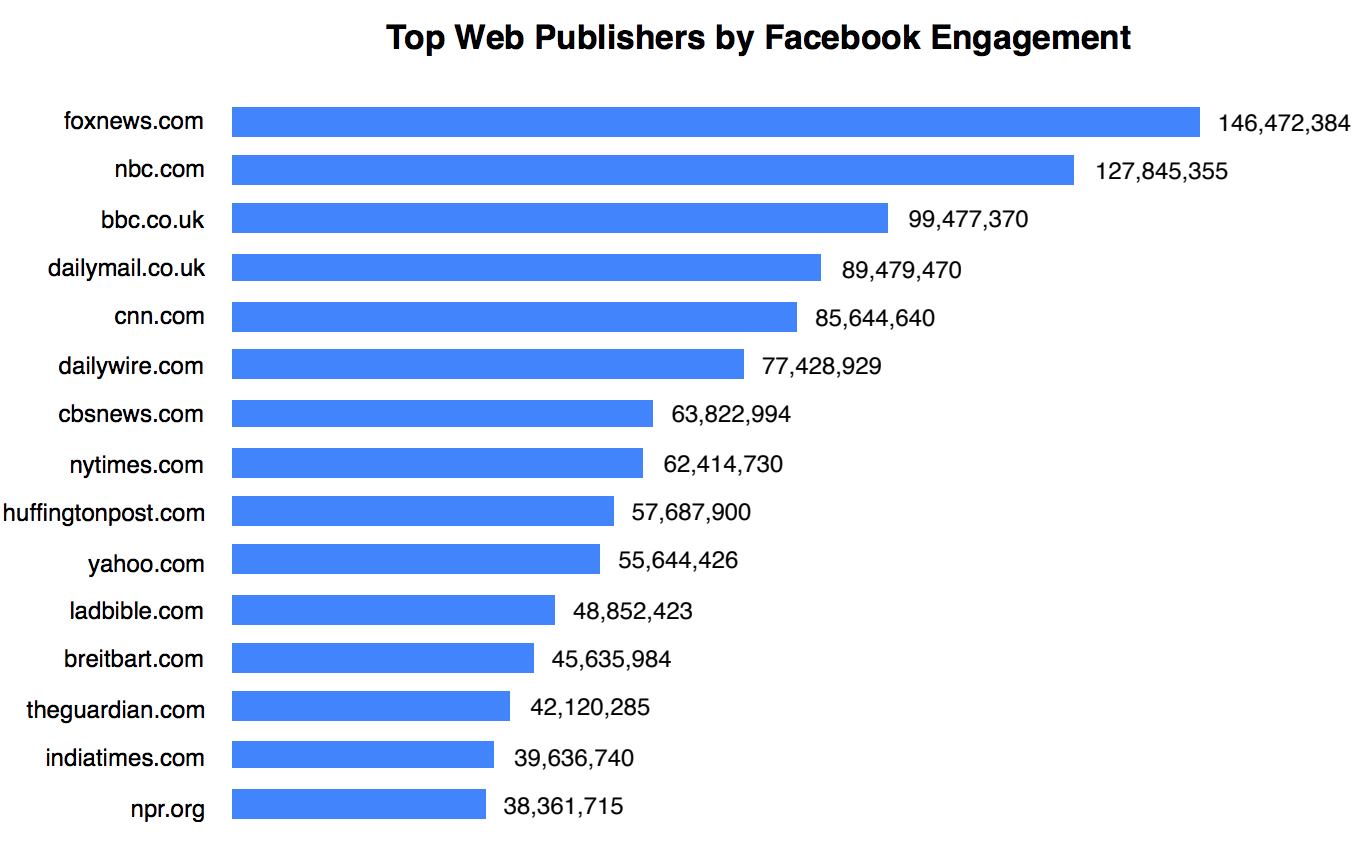 Top Web Publishers by Facebook Engagement
foxnews.com 146,472,384
nbc.com 127,845,355
bbc.co.uk 99,477,370
dailymail.co.uk 89,479,470
cnn.com 85,644,640
dailywire.com 77,428,929
cbsnews.com 63,822,994
nytimes.com 62,414,730
huffingtonpost.com 57,687,900
yahoo.com 55,644,426
ladbible.com 48,852,423
breitbart.com 45,635,984
theguardian.com 42,120,285
indiatimes.com 39,636,740
npr.org 38,361,715